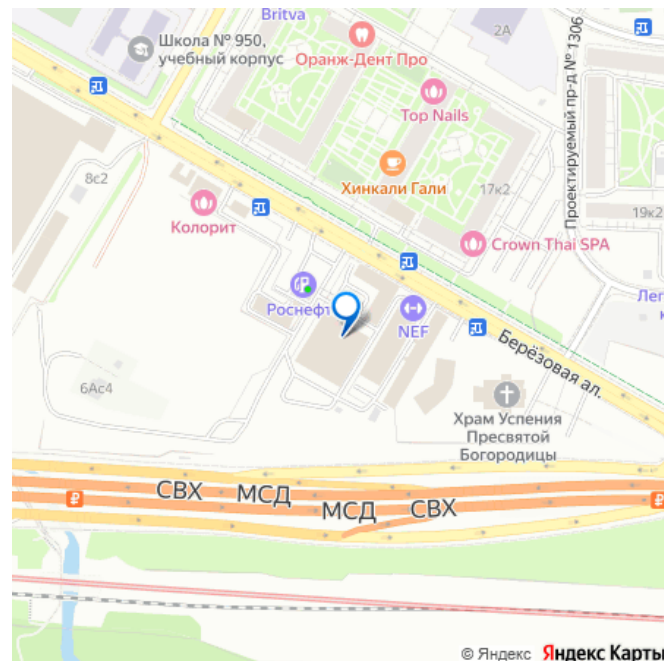 Britva
2А
Школа № 950,
учебный корпус
Оранж-Дент Про
Проектируемый пр-д № 1306
Top Nails
Хинкали Гали
8с2
17к2
Колорит
19к2
Crown Thai SPA
Роснефт
NEF
Берёзовая ал.
6Ас4
Храм Успения
Пресвятой
Богородицы
СВХ МСД
МСД СВХ
© Яндекс Яндекс Карты